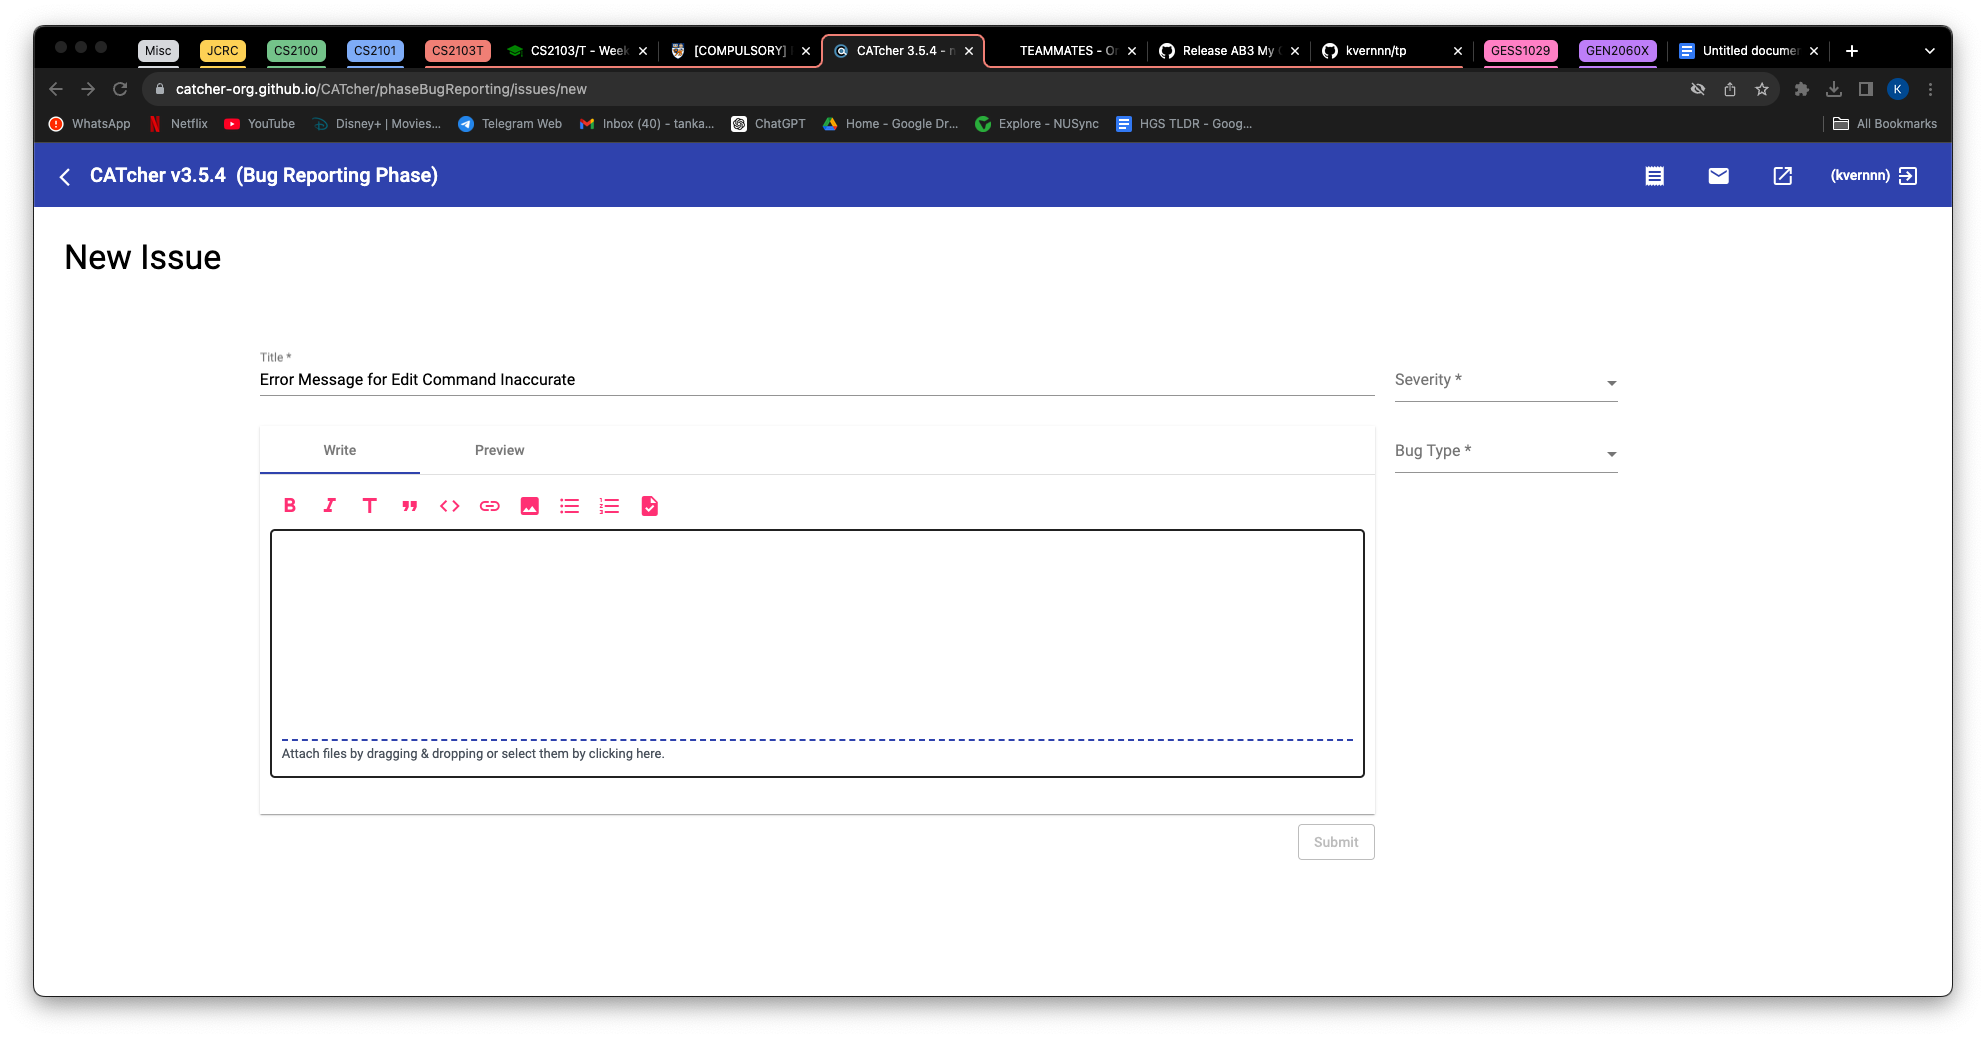 Misc JCRC CS2100 CS2101 CS2103T CS2103/T - Week [COMPULSORY] CATcher 3.5.4 - n TEAMMATES - Or Release AB3 My kvernnn/tp GESS1029 GEN2060X Untitled documen
catcher-org.github.io/CATcher/phaseBugReporting/issues/new K
WhatsApp Netflix YouTube Disney+ | Movies... Telegram Web Inbox (40) - tanka... ChatGPT Home - Google Dr... Explore - NUSync HGS TLDR - Goog... All Bookmarks
CATcher v3.5.4 (Bug Reporting Phase) (kvernnn)
New Issue
Title *
Error Message for Edit Command Inaccurate
Severity *
Write Preview
Bug Type *
Attach files by dragging & dropping or select them by clicking here.
Submit